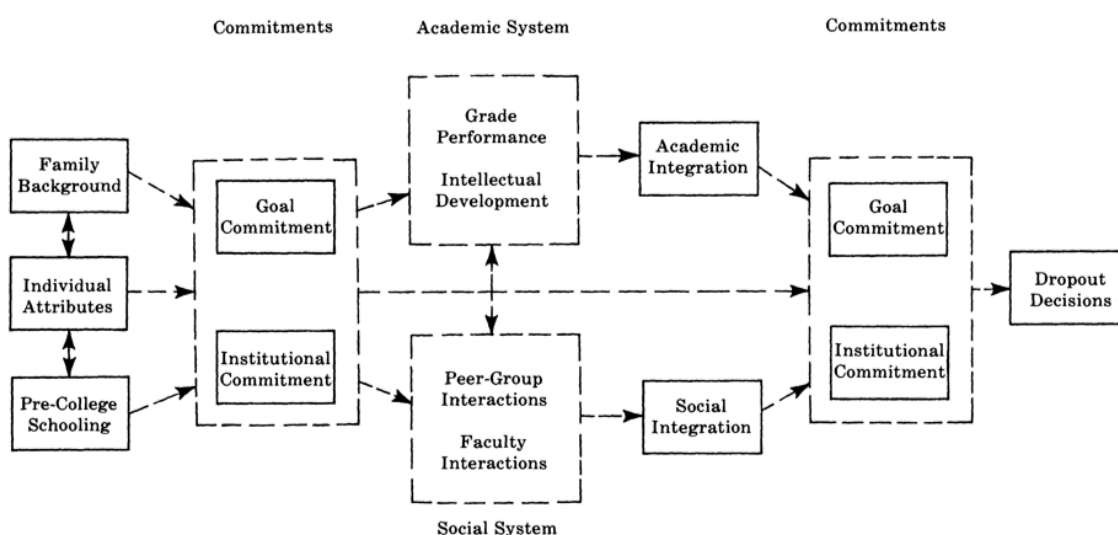 Commitments
Academic System
Commitments
Family
Background
Individual
Attributes
Pre-College
Schooling
Goal
Commitment
Institutional
Commitment
Grade
Performance
Intellectual
Development
Peer-Group
Interactions
Faculty
Interactions
Social System
Academic
Integration
Social
Integration
Goal
Commitment
Institutional
Commitment
Dropout
Decisions